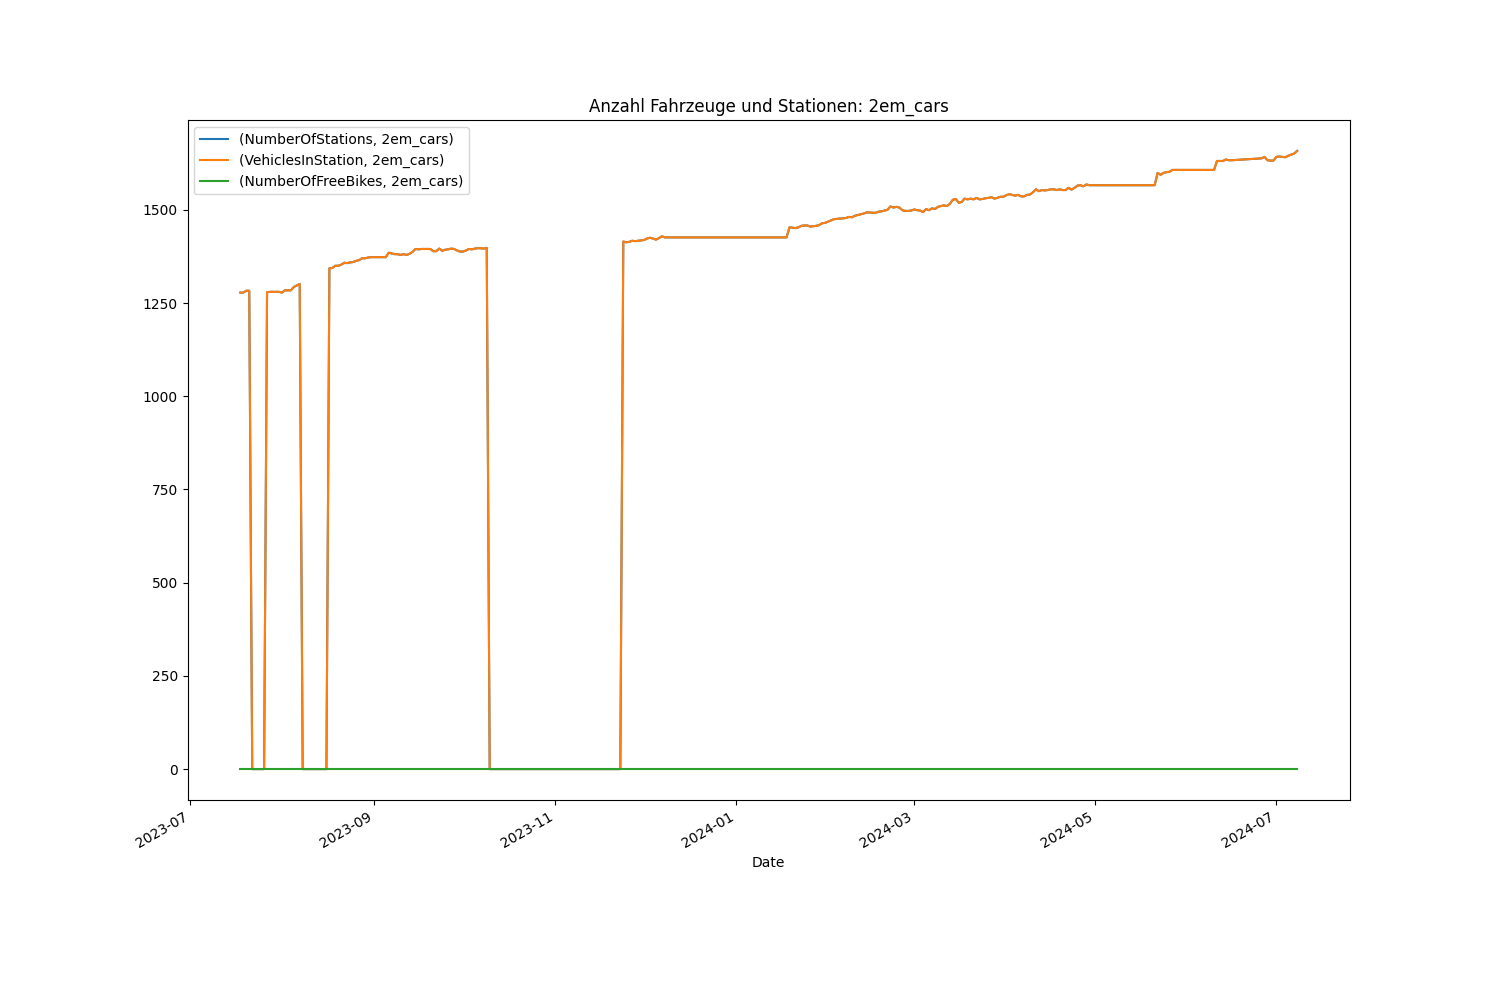 Anzahl Fahrzeuge und Stationen: 2em_cars
(NumberOfStations, 2em_cars)
(VehiclesInStation, 2em_cars)
(NumberOfFreeBikes, 2em_cars)
1500
1250
1000
750
500
250
0
2023-07
2023-09
2023-11
2024-01
2024-03
2024-05
2024-07
Date